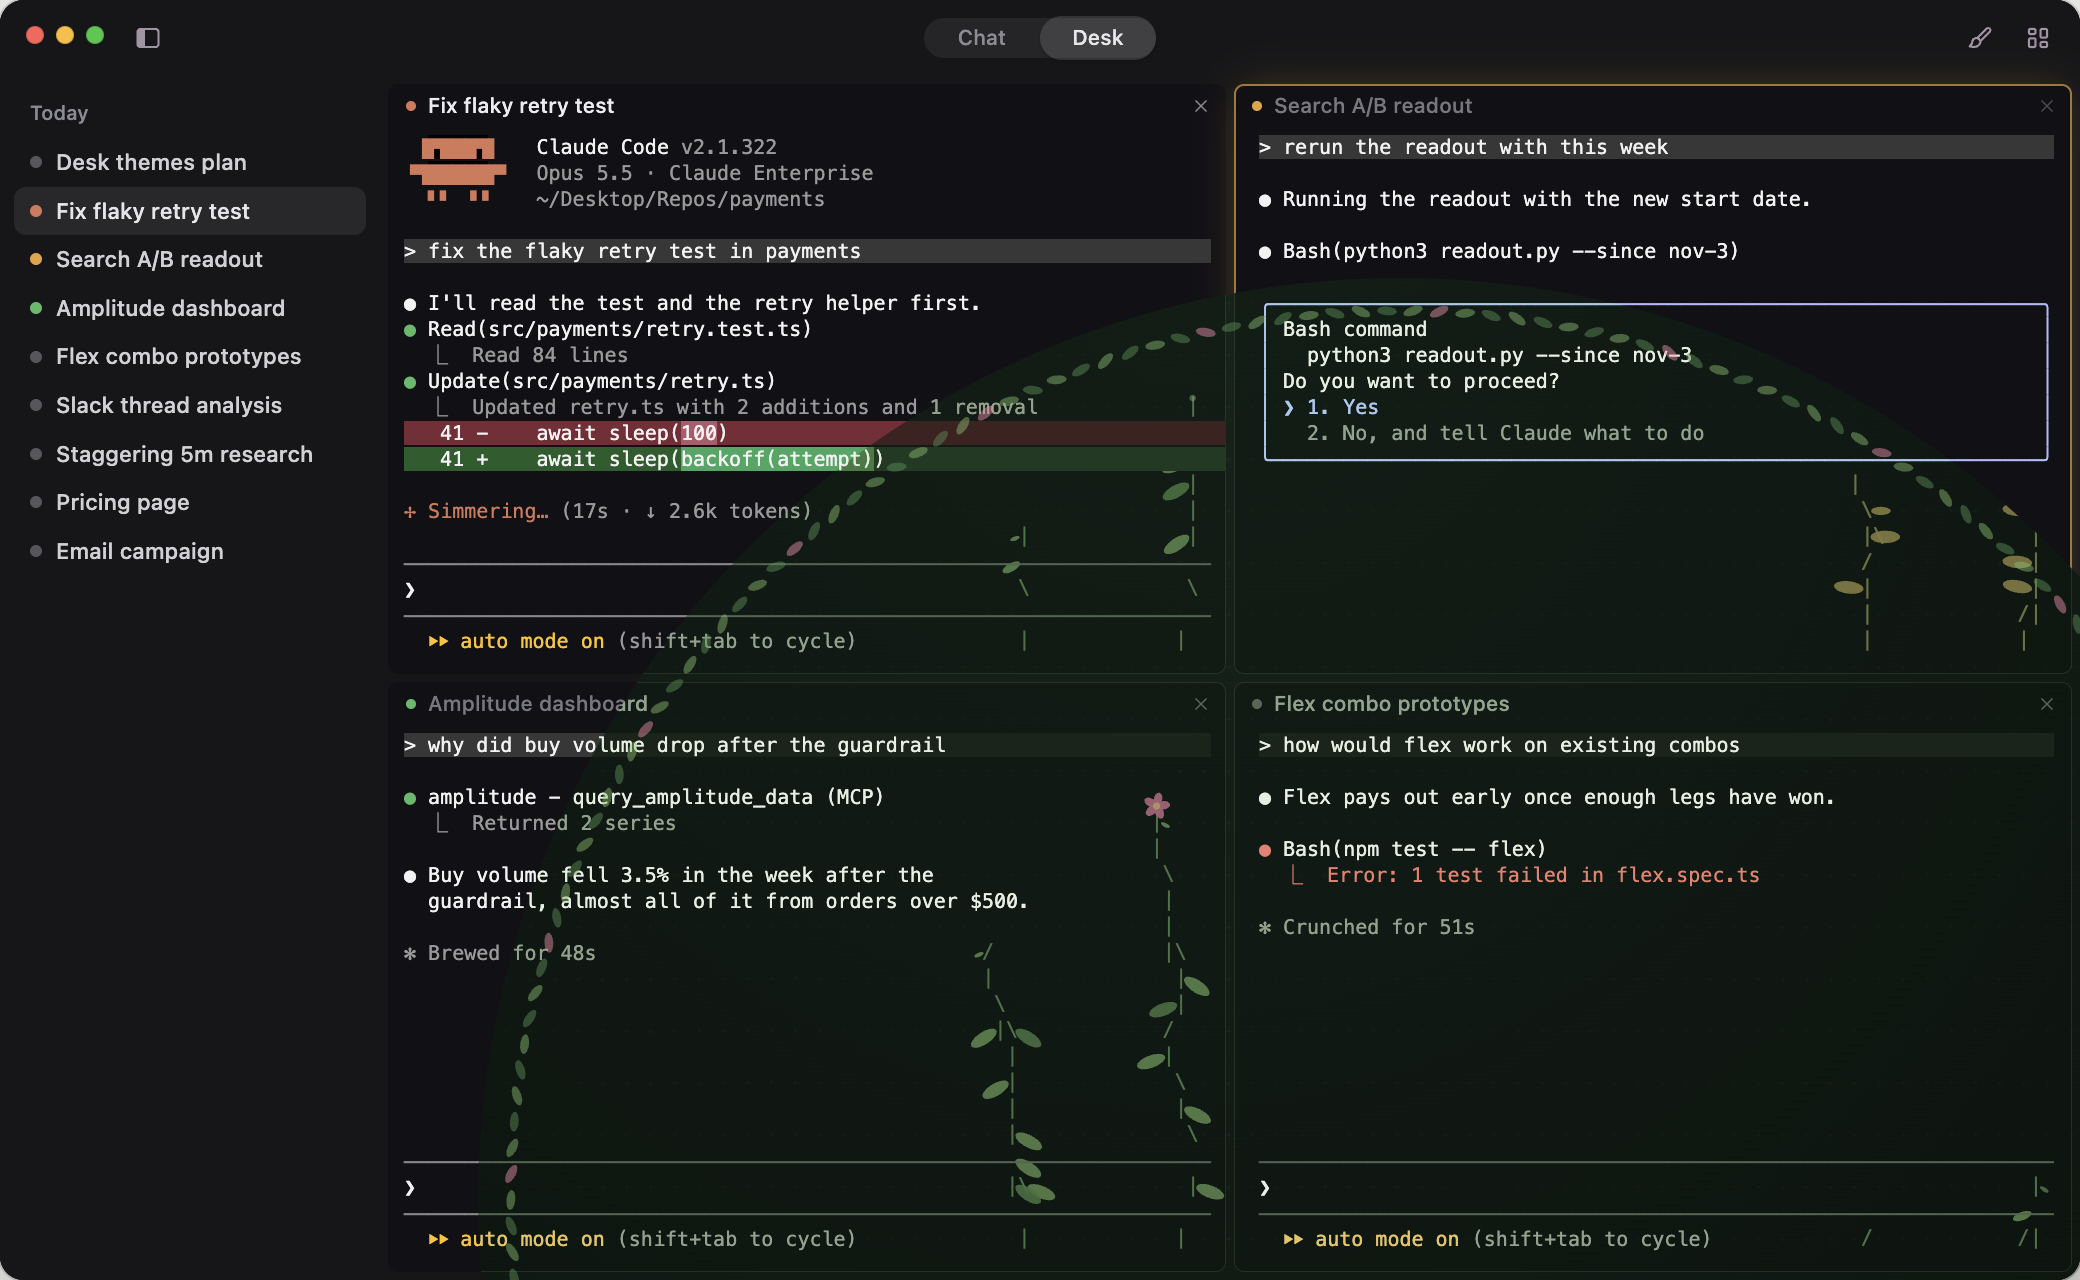 Chat
Desk
Today
Desk themes plan
Fix flaky retry test
Search A/B readout
Amplitude dashboard
Flex combo prototypes
Slack thread analysis
Staggering 5m research
Pricing page
Email campaign
Fix flaky retry test
Claude Code v2.1.322
Opus 5.5 · Claude Enterprise
~/Desktop/Repos/payments
> fix the flaky retry test in payments
I'll read the test and the retry helper first.
Read(src/payments/retry.test.ts)
Read 84 lines
Update(src/payments/retry.ts)
Updated retry.ts with 2 additions and 1 removal
41 -    await sleep(100)
41 +    await sleep(backoff(attempt))
Simmering… (17s · ↓ 2.6k tokens)
❯
auto mode on (shift+tab to cycle)
Search A/B readout
> rerun the readout with this week
Running the readout with the new start date.
Bash(python3 readout.py --since nov-3)
Bash command
python3 readout.py --since nov-3
Do you want to proceed?
❯ 1. Yes
2. No, and tell Claude what to do
Amplitude dashboard
> why did buy volume drop after the guardrail
amplitude - query_amplitude_data (MCP)
Returned 2 series
Buy volume fell 3.5% in the week after the
guardrail, almost all of it from orders over $500.
✻ Brewed for 48s
❯
auto mode on (shift+tab to cycle)
Flex combo prototypes
> how would flex work on existing combos
Flex pays out early once enough legs have won.
Bash(npm test -- flex)
Error: 1 test failed in flex.spec.ts
✻ Crunched for 51s
❯
auto mode on (shift+tab to cycle)